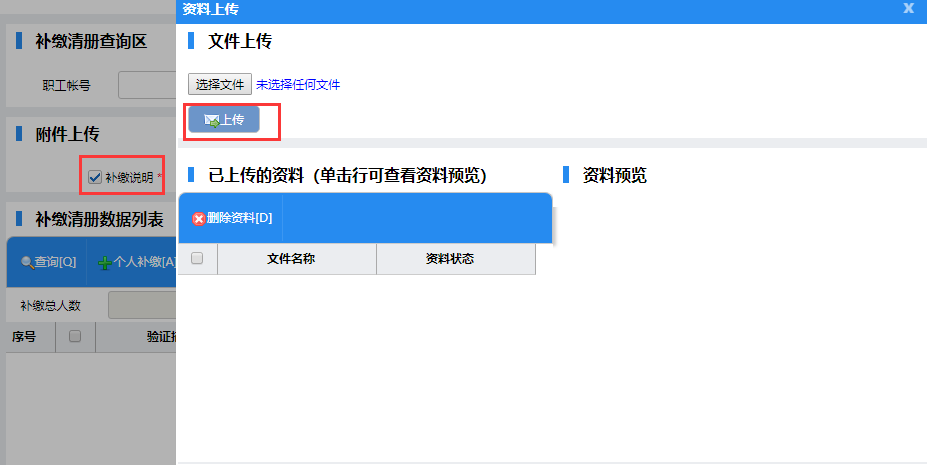 资料上传
X
补缴清册查询区
职工帐号
附件上传
补缴说明 *
补缴清册数据列表
查询[Q]
个人补缴[A]
补缴总人数
序号
文件上传
选择文件 未选择任何文件
上传
已上传的资料（单击行可查看资料预览）
资料预览
删除资料[D]
文件名称
资料状态